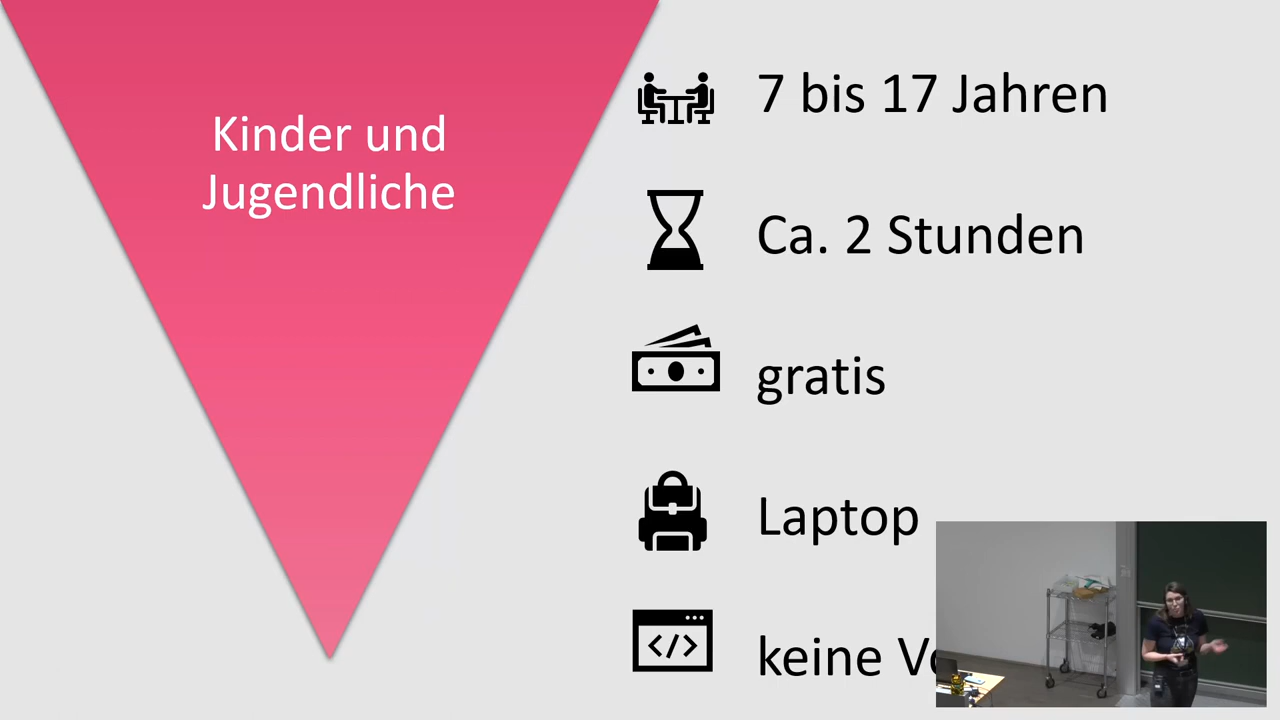 Kinder und
Jugendliche
7 bis 17 Jahren
Ca. 2 Stunden
gratis
Laptop
</>
keine